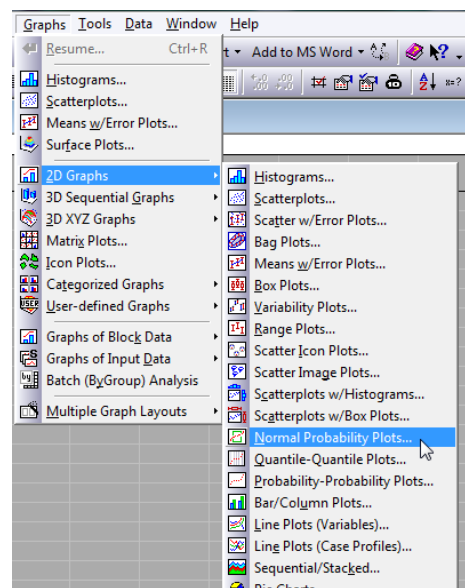 Graphs Tools Data Window Help
Resume... Ctrl+R
Add to MS Word
Histograms...
Scatterplots...
Means w/Error Plots...
Surface Plots...
2D Graphs
3D Sequential Graphs
3D XYZ Graphs
Matrix Plots...
Icon Plots...
Categorized Graphs
User-defined Graphs
Graphs of Block Data
Graphs of Input Data
Batch (ByGroup) Analysis
Multiple Graph Layouts
Histograms...
Scatterplots...
Scatter w/Error Plots...
Bag Plots...
Means w/Error Plots...
Box Plots...
Variability Plots...
Range Plots...
Scatter Icon Plots...
Scatter Image Plots...
Scatterplots w/Histograms...
Scatterplots w/Box Plots...
Normal Probability Plots...
Quantile-Quantile Plots...
Probability-Probability Plots...
Bar/Column Plots...
Line Plots (Variables)...
Line Plots (Case Profiles)...
Sequential/Stacked...